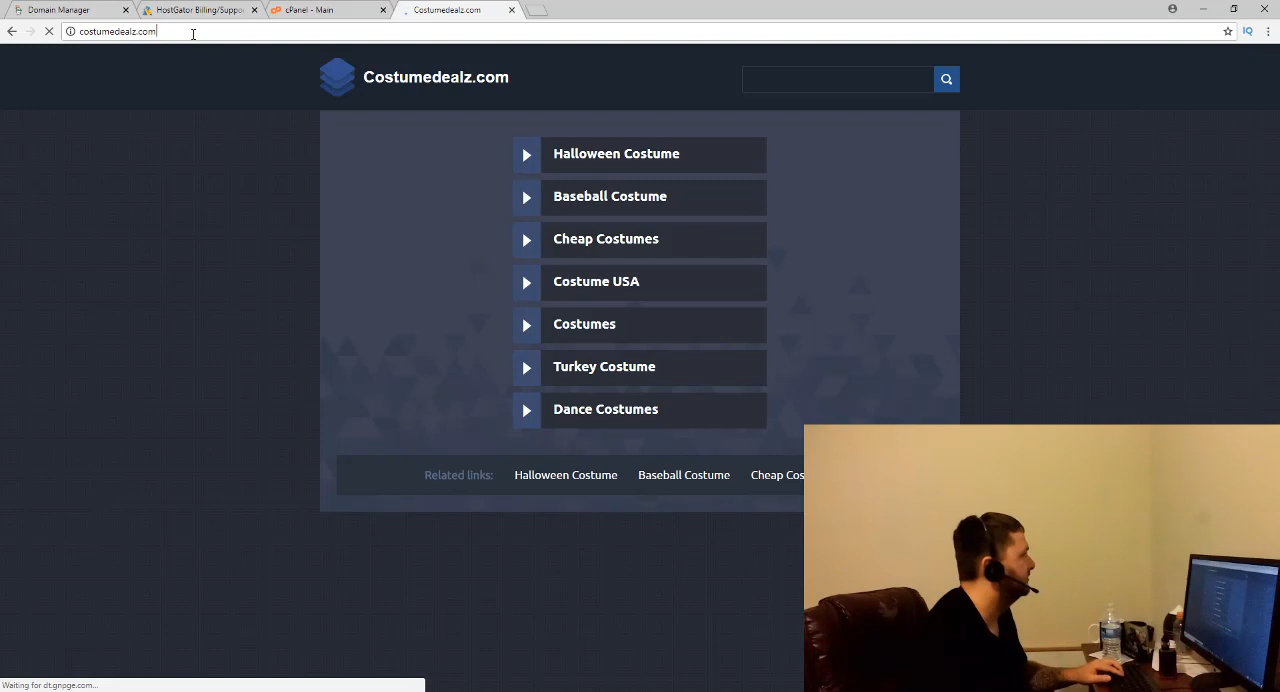 Domain Manager
HostGator Billing/Suppo
cPanel - Main
Costumedealz.com
costumedealz.com
Costumedealz.com
Halloween Costume
Baseball Costume
Cheap Costumes
Costume USA
Costumes
Turkey Costume
Dance Costumes
Related links: Halloween Costume Baseball Costume Cheap Cos
Waiting for dt.gnpge.com...